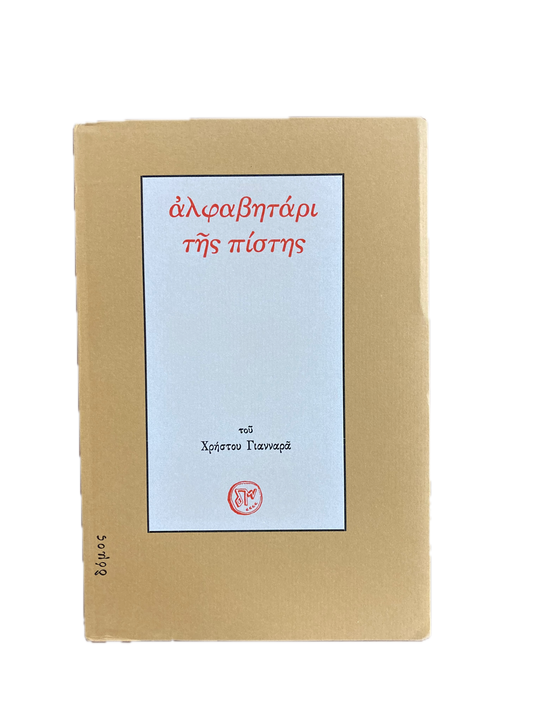 ἀλφαβητάρι
τῆς πίστης
τοῦ
Χρήστου Γιανναρᾶ
δόμος